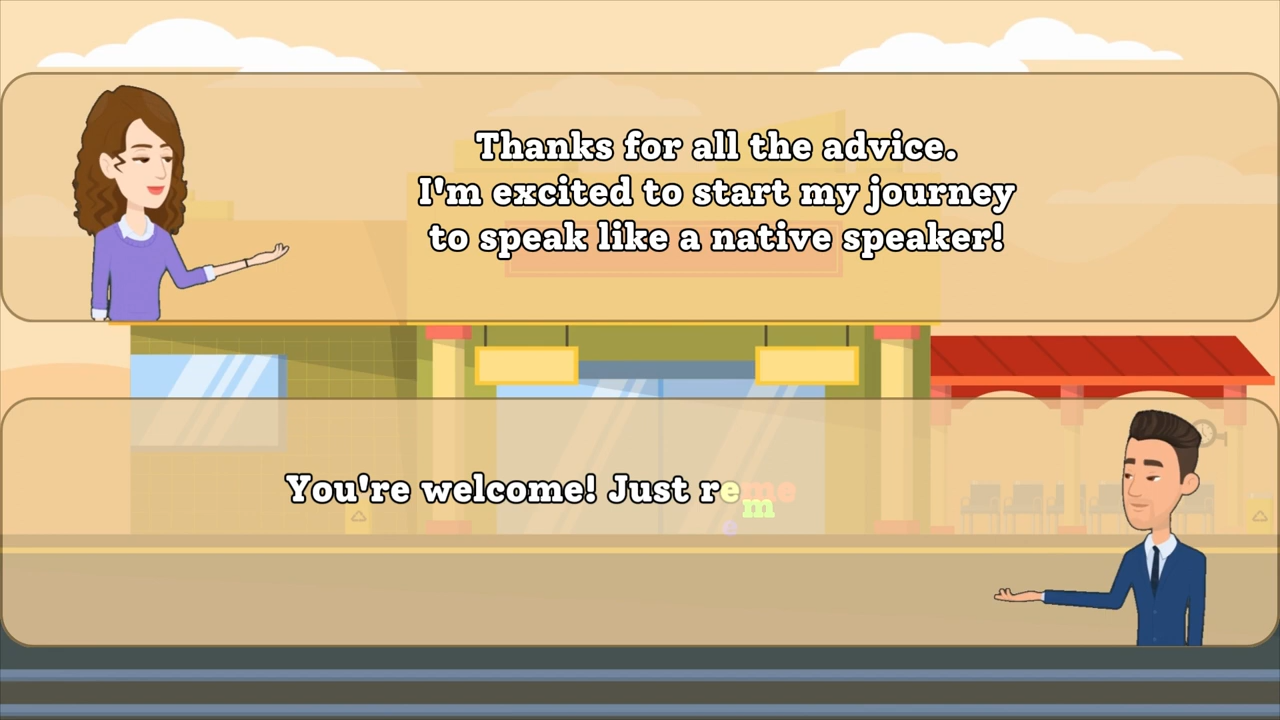 Thanks for all the advice.
I'm excited to start my journey
to speak like a native speaker!
You're welcome! Just